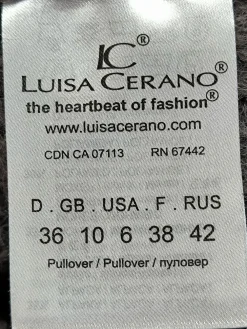 LC®
LUISA CERANO®
the heartbeat of fashion®
www.luisacerano.com
CDN CA 07113 RN 67442
D . GB . USA . F . RUS
36 10 6 38 42
Pullover / Pullover / пуловер